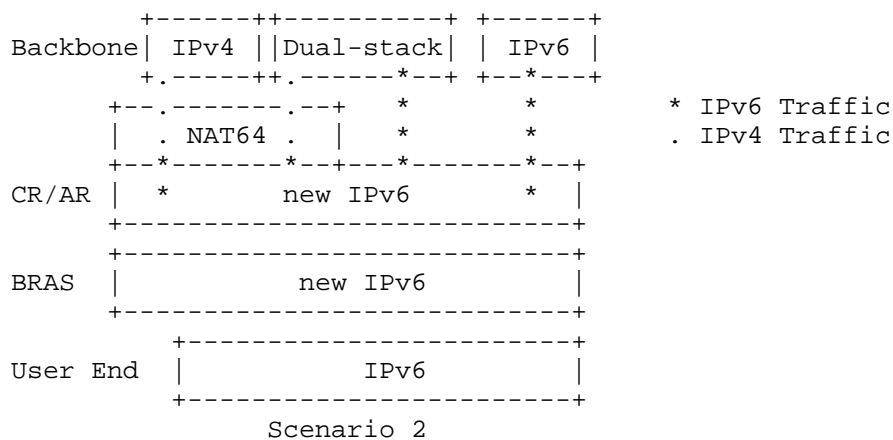 +------++----------+ +------+
Backbone| IPv4 ||Dual-stack| | IPv6 |
         +.-----++.------*--+ +--*---+
      +--.-------.--+   *       *        * IPv6 Traffic
      |  . NAT64 .  |   *       *        . IPv4 Traffic
      +--*-------*--+---*-------*--+
CR/AR |  *       new IPv6       *  |
      +----------------------------+
      +----------------------------+
BRAS  |           new IPv6         |
      +----------------------------+
          +------------------------+
User End  |          IPv6          |
          +------------------------+
                Scenario 2